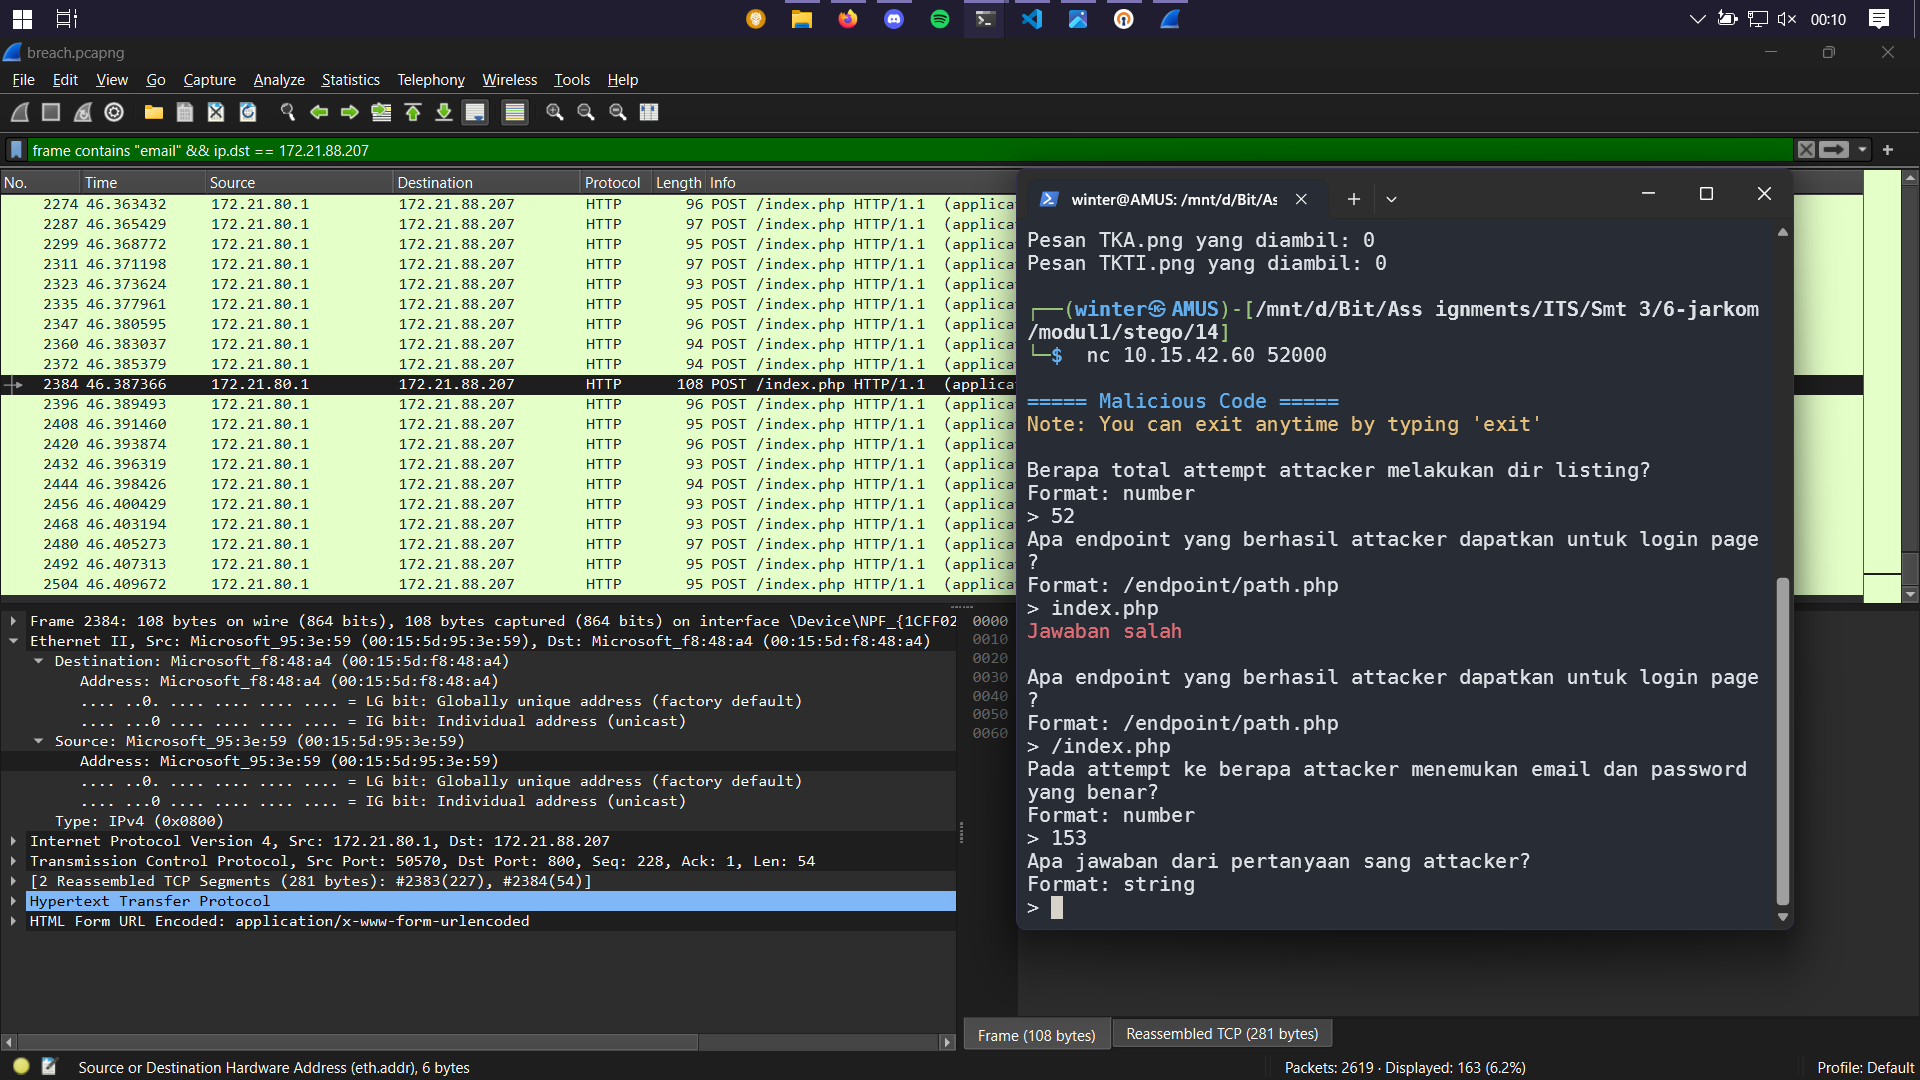 00:10
breach.pcapng
File Edit View Go Capture Analyze Statistics Telephony Wireless Tools Help
frame contains "email" && ip.dst == 172.21.88.207
No. Time Source Destination Protocol Length Info
2274 46.363432 172.21.80.1 172.21.88.207 HTTP 96 POST /index.php HTTP/1.1 (applica
2287 46.365429 172.21.80.1 172.21.88.207 HTTP 97 POST /index.php HTTP/1.1 (applica
2299 46.368772 172.21.80.1 172.21.88.207 HTTP 95 POST /index.php HTTP/1.1 (applica
2311 46.371198 172.21.80.1 172.21.88.207 HTTP 97 POST /index.php HTTP/1.1 (applica
2323 46.373624 172.21.80.1 172.21.88.207 HTTP 93 POST /index.php HTTP/1.1 (applica
2335 46.377961 172.21.80.1 172.21.88.207 HTTP 95 POST /index.php HTTP/1.1 (applica
2347 46.380595 172.21.80.1 172.21.88.207 HTTP 96 POST /index.php HTTP/1.1 (applica
2360 46.383037 172.21.80.1 172.21.88.207 HTTP 94 POST /index.php HTTP/1.1 (applica
2372 46.385379 172.21.80.1 172.21.88.207 HTTP 94 POST /index.php HTTP/1.1 (applica
2384 46.387366 172.21.80.1 172.21.88.207 HTTP 108 POST /index.php HTTP/1.1 (applica
2396 46.389493 172.21.80.1 172.21.88.207 HTTP 96 POST /index.php HTTP/1.1 (applica
2408 46.391460 172.21.80.1 172.21.88.207 HTTP 95 POST /index.php HTTP/1.1 (applica
2420 46.393874 172.21.80.1 172.21.88.207 HTTP 96 POST /index.php HTTP/1.1 (applica
2432 46.396319 172.21.80.1 172.21.88.207 HTTP 93 POST /index.php HTTP/1.1 (applica
2444 46.398426 172.21.80.1 172.21.88.207 HTTP 94 POST /index.php HTTP/1.1 (applica
2456 46.400429 172.21.80.1 172.21.88.207 HTTP 93 POST /index.php HTTP/1.1 (applica
2468 46.403194 172.21.80.1 172.21.88.207 HTTP 93 POST /index.php HTTP/1.1 (applica
2480 46.405273 172.21.80.1 172.21.88.207 HTTP 97 POST /index.php HTTP/1.1 (applica
2492 46.407313 172.21.80.1 172.21.88.207 HTTP 95 POST /index.php HTTP/1.1 (applica
2504 46.409672 172.21.80.1 172.21.88.207 HTTP 95 POST /index.php HTTP/1.1 (applica
Frame 2384: 108 bytes on wire (864 bits), 108 bytes captured (864 bits) on interface \Device\NPF_{1CFF02
Ethernet II, Src: Microsoft_95:3e:59 (00:15:5d:95:3e:59), Dst: Microsoft_f8:48:a4 (00:15:5d:f8:48:a4)
Destination: Microsoft_f8:48:a4 (00:15:5d:f8:48:a4)
Address: Microsoft_f8:48:a4 (00:15:5d:f8:48:a4)
.... ..0. .... .... .... .... = LG bit: Globally unique address (factory default)
.... ...0 .... .... .... .... = IG bit: Individual address (unicast)
Source: Microsoft_95:3e:59 (00:15:5d:95:3e:59)
Address: Microsoft_95:3e:59 (00:15:5d:95:3e:59)
.... ..0. .... .... .... .... = LG bit: Globally unique address (factory default)
.... ...0 .... .... .... .... = IG bit: Individual address (unicast)
Type: IPv4 (0x0800)
Internet Protocol Version 4, Src: 172.21.80.1, Dst: 172.21.88.207
Transmission Control Protocol, Src Port: 50570, Dst Port: 800, Seq: 228, Ack: 1, Len: 54
[2 Reassembled TCP Segments (281 bytes): #2383(227), #2384(54)]
Hypertext Transfer Protocol
HTML Form URL Encoded: application/x-www-form-urlencoded
0000
0010
0020
0030
0040
0050
0060
winter@AMUS: /mnt/d/Bit/As
Pesan TKA.png yang diambil: 0
Pesan TKTI.png yang diambil: 0
┌──(winter㉿AMUS)-[/mnt/d/Bit/Ass ignments/ITS/Smt 3/6-jarkom
/modul1/stego/14]
└─$ nc 10.15.42.60 52000
===== Malicious Code =====
Note: You can exit anytime by typing 'exit'
Berapa total attempt attacker melakukan dir listing?
Format: number
> 52
Apa endpoint yang berhasil attacker dapatkan untuk login page
?
Format: /endpoint/path.php
> index.php
Jawaban salah
Apa endpoint yang berhasil attacker dapatkan untuk login page
?
Format: /endpoint/path.php
> /index.php
Pada attempt ke berapa attacker menemukan email dan password
yang benar?
Format: number
> 153
Apa jawaban dari pertanyaan sang attacker?
Format: string
>
Frame (108 bytes) Reassembled TCP (281 bytes)
Source or Destination Hardware Address (eth.addr), 6 bytes
Packets: 2619 · Displayed: 163 (6.2%)
Profile: Default